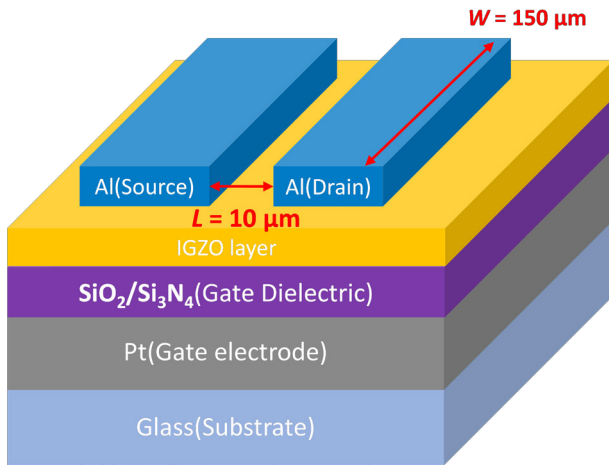 W = 150 μm
Al(Source)
Al(Drain)
L = 10 μm
IGZO layer
SiO₂/Si₃N₄(Gate Dielectric)
Pt(Gate electrode)
Glass(Substrate)